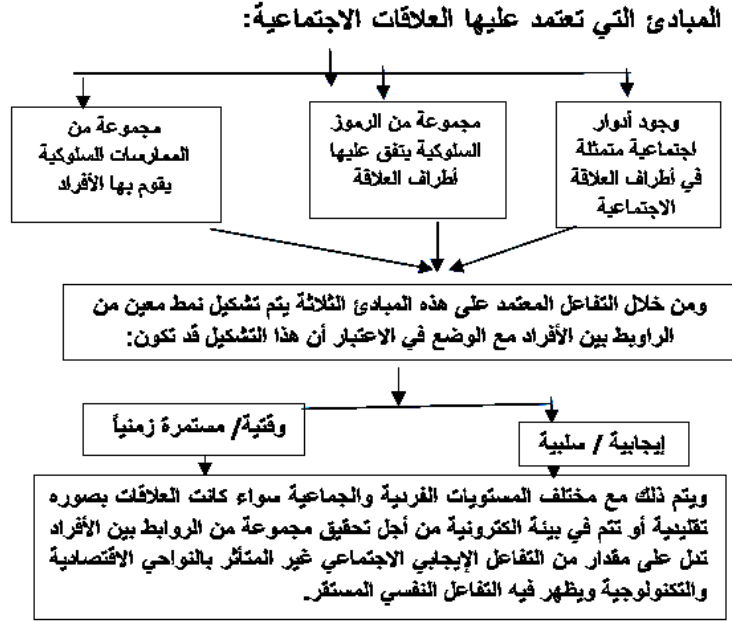 المبادئ التي تعتمد عليها العلاقات الاجتماعية:
وجود أدوار
اجتماعية متمثلة
في أطراف العلاقة
الاجتماعية
مجموعة من الرموز
السلوكية يتفق عليها
أطراف العلاقة
مجموعة من
الممارسات السلوكية
يقوم بها الأفراد
ومن خلال التفاعل المعتمد على هذه المبادئ الثلاثة يتم تشكيل نمط معين من
الراوبط بين الأفراد مع الوضع في الاعتبار أن هذا التشكيل قد تكون:
إيجابية / سلبية
وقتية/ مستمرة زمنياً
ويتم ذلك مع مختلف المستويات الفردية والجماعية سواء كانت العلاقات بصوره
تقليدية أو تتم في بيئة الكترونية من أجل تحقيق مجموعة من الروابط بين الأفراد
تدل على مقدار من التفاعل الإيجابي الاجتماعي غير المتأثر بالنواحي الاقتصادية
والتكنولوجية ويظهر فيه التفاعل النفسي المستقر.